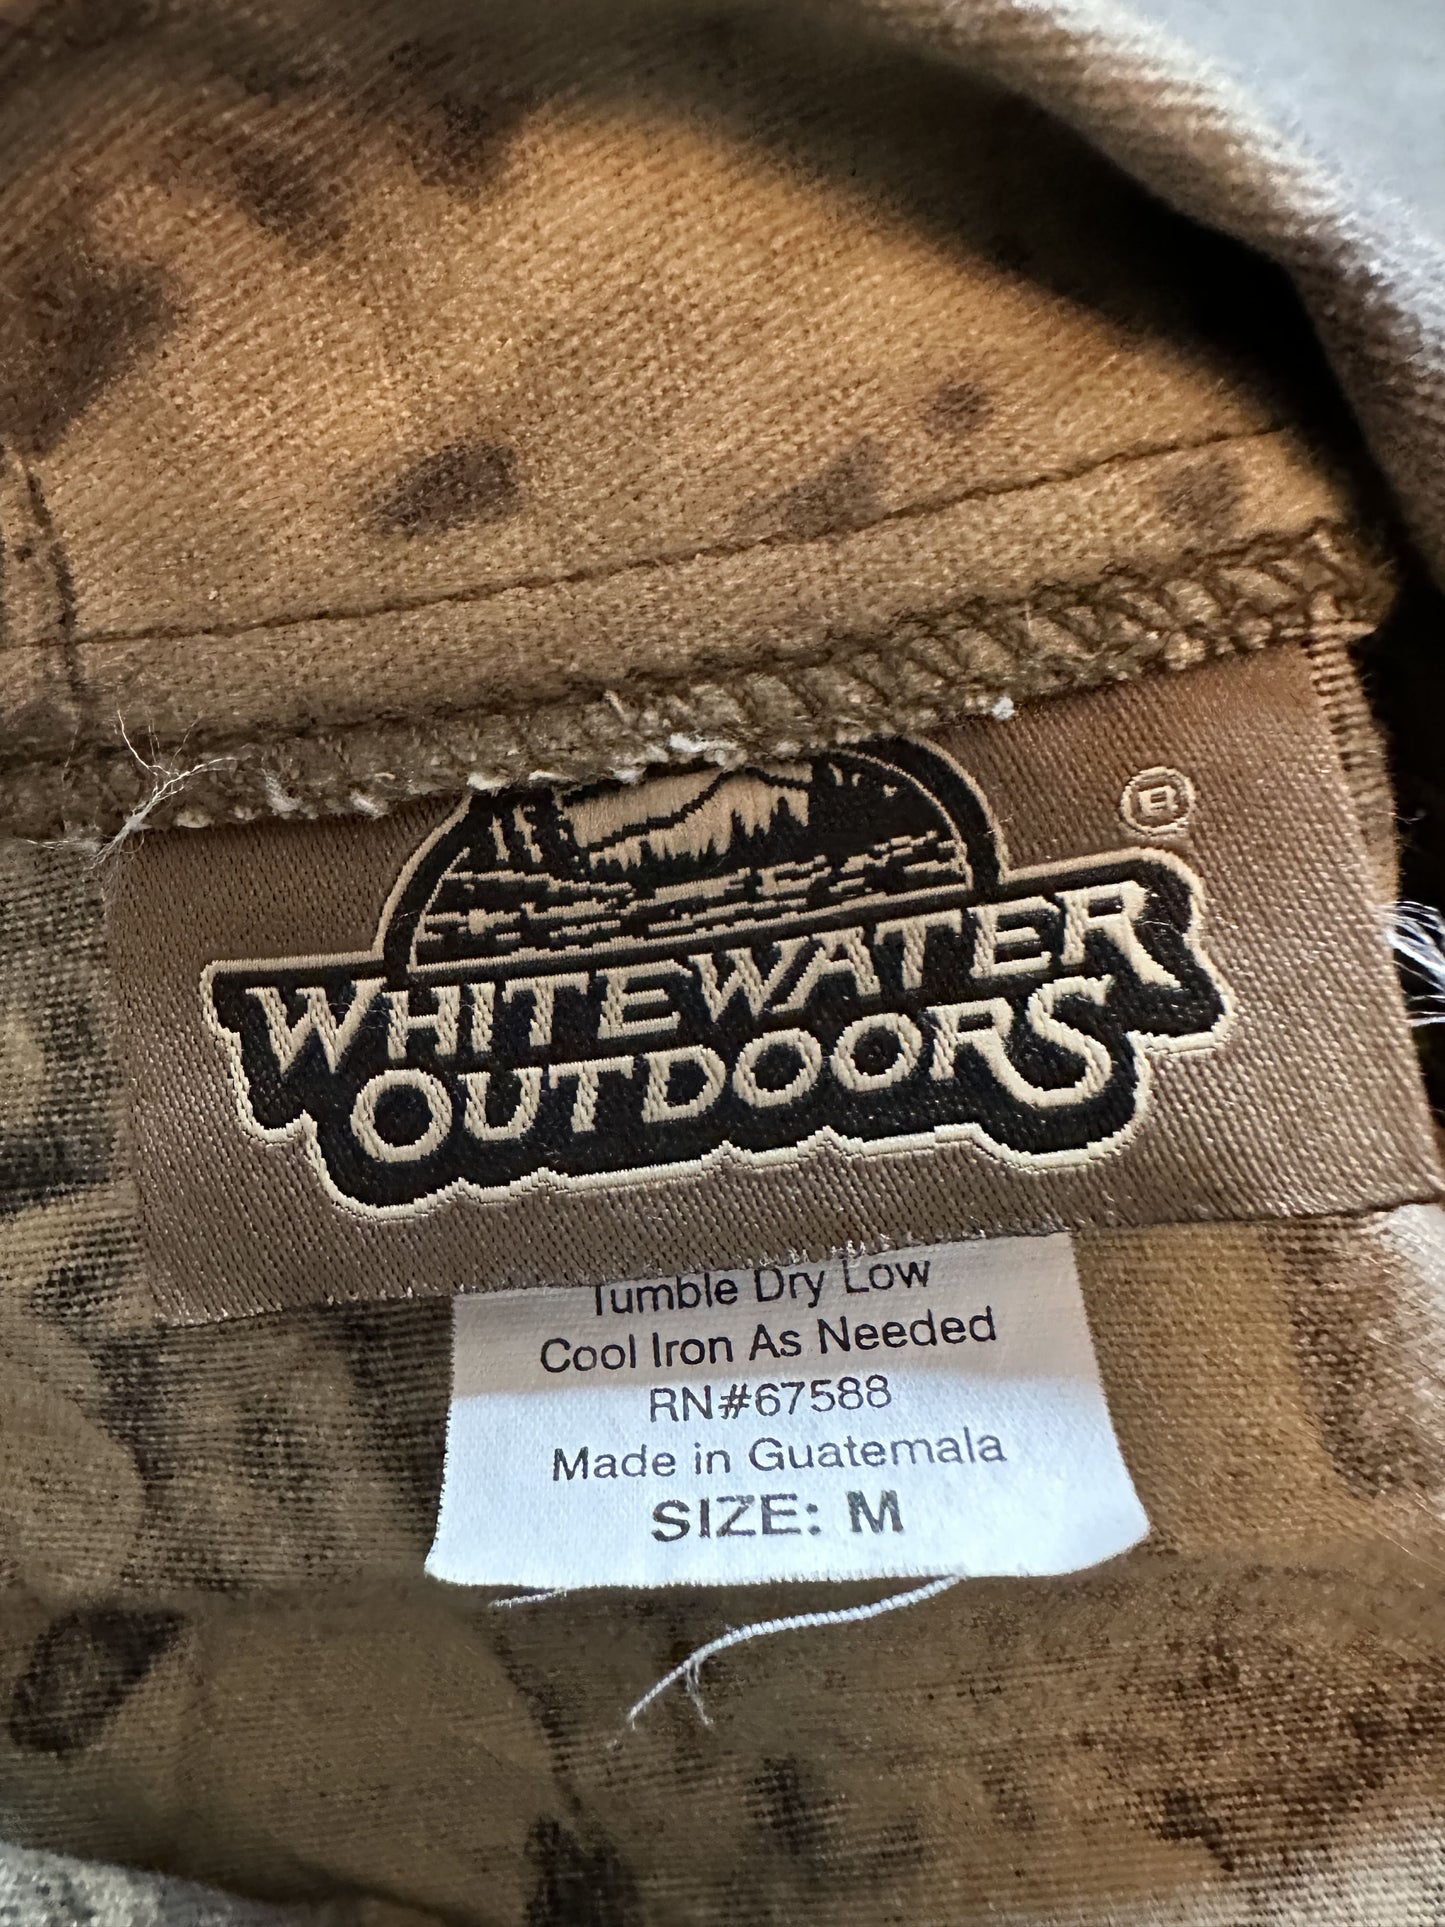 ®
WHITEWATER
OUTDOORS
Tumble Dry Low
Cool Iron As Needed
RN#67588
Made in Guatemala
SIZE: M